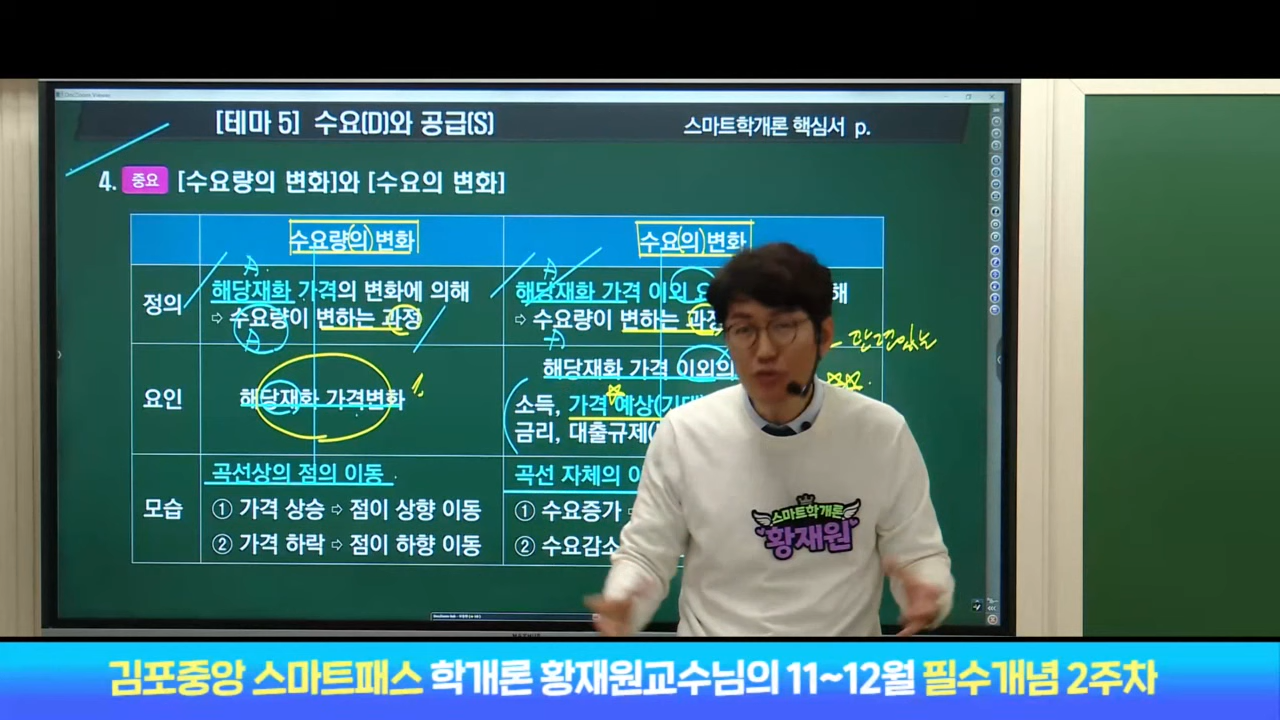 [테마 5] 수요(D)와 공급(S)
스마트학개론 핵심서 p.
4. 중요 [수요량의 변화]와 [수요의 변화]
수요량(의) 변화
수요(의) 변화
정의
A
해당재화 가격의 변화에 의해
⇨ 수요량이 변하는 과정
A
A
해당재화 가격 이외
해
⇨ 수요량이 변하는 과정
A
관련있는
요인
해당재화 가격변화
1.
해당재화 가격 이외의
소득, 가격 예상(기대
금리, 대출규제(
모습
곡선상의 점의 이동
① 가격 상승 ⇨ 점이 상향 이동
② 가격 하락 ⇨ 점이 하향 이동
곡선 자체의
① 수요증가
② 수요감소
스마트학개론
황재원
김포중앙 스마트패스 학개론 황재원교수님의 11~12월 필수개념 2주차